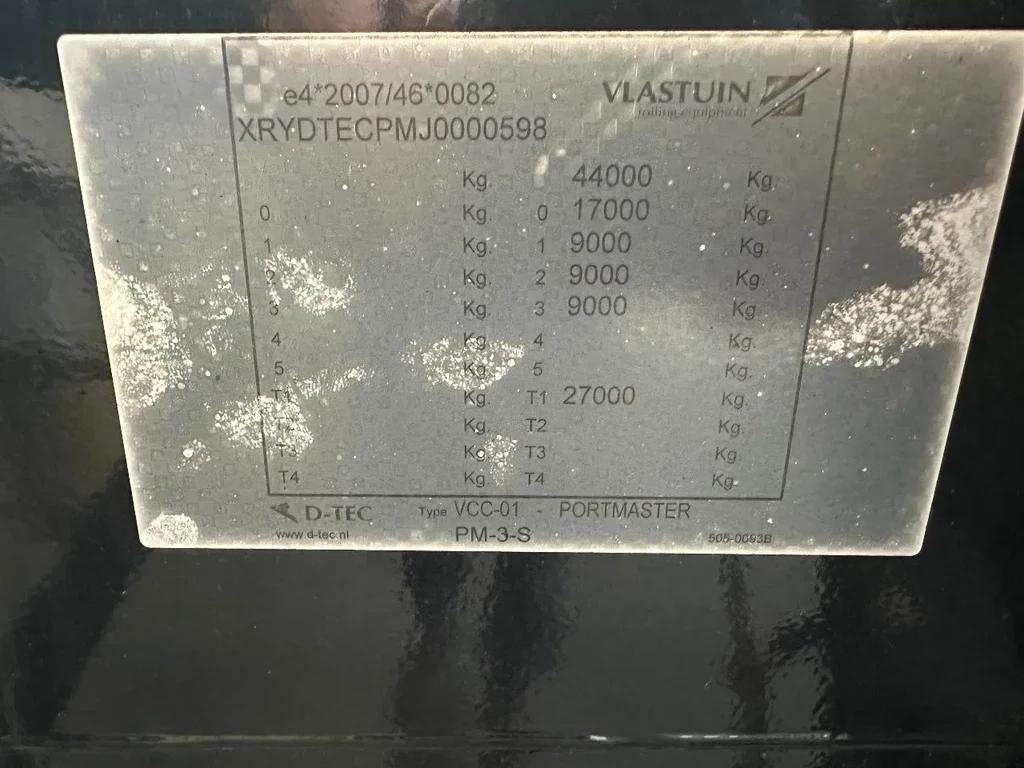 e4*2007/46*0082
VLASTUIN
rolling equipment
XRYDTECPMJ0000598
Kg. 44000 Kg.
0 Kg. 0 17000 Kg.
1 Kg. 1 9000 Kg.
2 Kg. 2 9000 Kg.
3 Kg. 3 9000 Kg.
4 Kg. 4 Kg.
5 Kg. 5 Kg.
T1 Kg. T1 27000 Kg.
T2 Kg. T2 Kg.
T3 Kg. T3 Kg.
T4 Kg. T4 Kg.
D-TEC Type VCC-01 - PORTMASTER
www.d-tec.nl PM-3-S 505-0093B